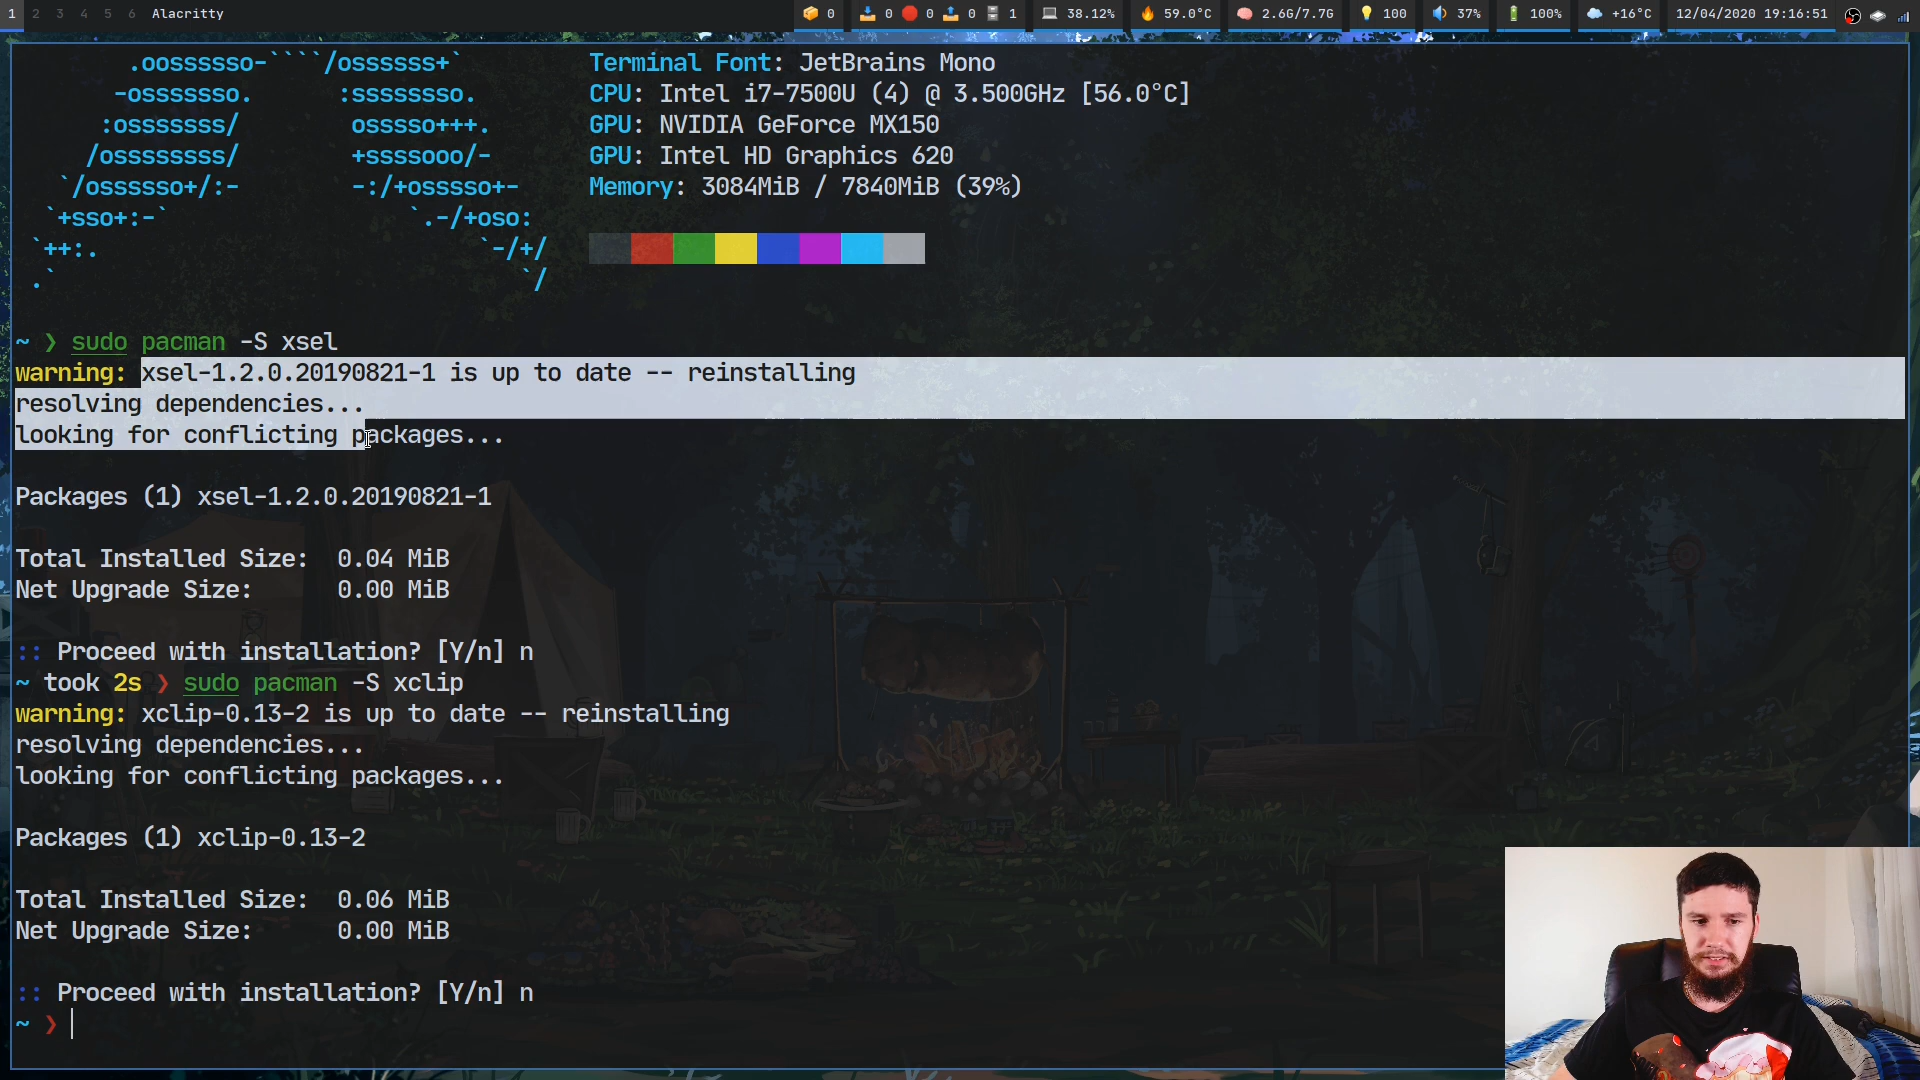 1 2 3 4 5 6 Alacritty 0 0 0 0 1 38.12% 59.0°C 2.6G/7.7G 100 37% 100% +16°C 12/04/2020 19:16:51
.oossssso-````/ossssss+` Terminal Font: JetBrains Mono
-osssssso. :ssssssso. CPU: Intel i7-7500U (4) @ 3.500GHz [56.0°C]
:osssssss/ osssso+++. GPU: NVIDIA GeForce MX150
/ossssssss/ +ssssooo/- GPU: Intel HD Graphics 620
`/ossssso+/:- -:/+osssso+- Memory: 3084MiB / 7840MiB (39%)
`+sso+:-` `.-/+oso:
`++:. `-/+/
.` `/
~ ❯ sudo pacman -S xsel
warning: xsel-1.2.0.20190821-1 is up to date -- reinstalling
resolving dependencies...
looking for conflicting packages...
Packages (1) xsel-1.2.0.20190821-1
Total Installed Size: 0.04 MiB
Net Upgrade Size: 0.00 MiB
:: Proceed with installation? [Y/n] n
~ took 2s ❯ sudo pacman -S xclip
warning: xclip-0.13-2 is up to date -- reinstalling
resolving dependencies...
looking for conflicting packages...
Packages (1) xclip-0.13-2
Total Installed Size: 0.06 MiB
Net Upgrade Size: 0.00 MiB
:: Proceed with installation? [Y/n] n
~ ❯